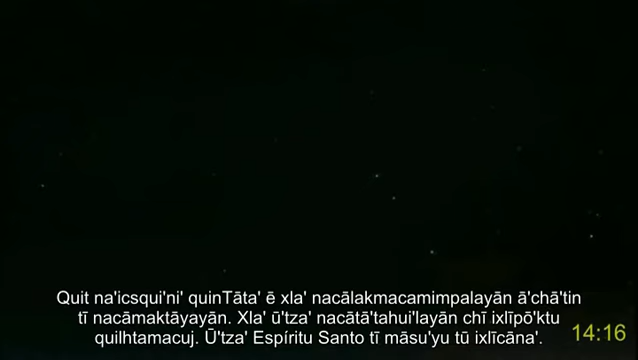 Quit na'icsqui'ni' quinTāta' ē xla' nacālakmacamimpalayān ā'chā'tin
tī nacāmaktāyayān. Xla' ū'tza' nacātā'tahui'layān chī ixlīpō'ktu
quilhtamacuj. Ū'tza' Espíritu Santo tī māsu'yu tū ixlīcāna'.
14:16